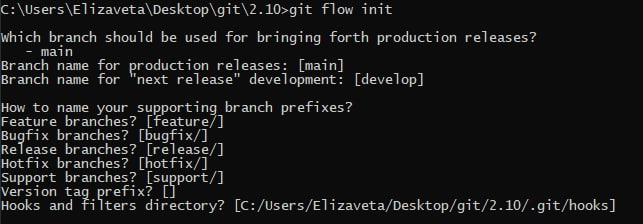 C:\Users\Elizaveta\Desktop\git\2.10>git flow init
Which branch should be used for bringing forth production releases?
- main
Branch name for production releases: [main]
Branch name for "next release" development: [develop]
How to name your supporting branch prefixes?
Feature branches? [feature/]
Bugfix branches? [bugfix/]
Release branches? [release/]
Hotfix branches? [hotfix/]
Support branches? [support/]
Version tag prefix? []
Hooks and filters directory? [C:/Users/Elizaveta/Desktop/git/2.10/.git/hooks]